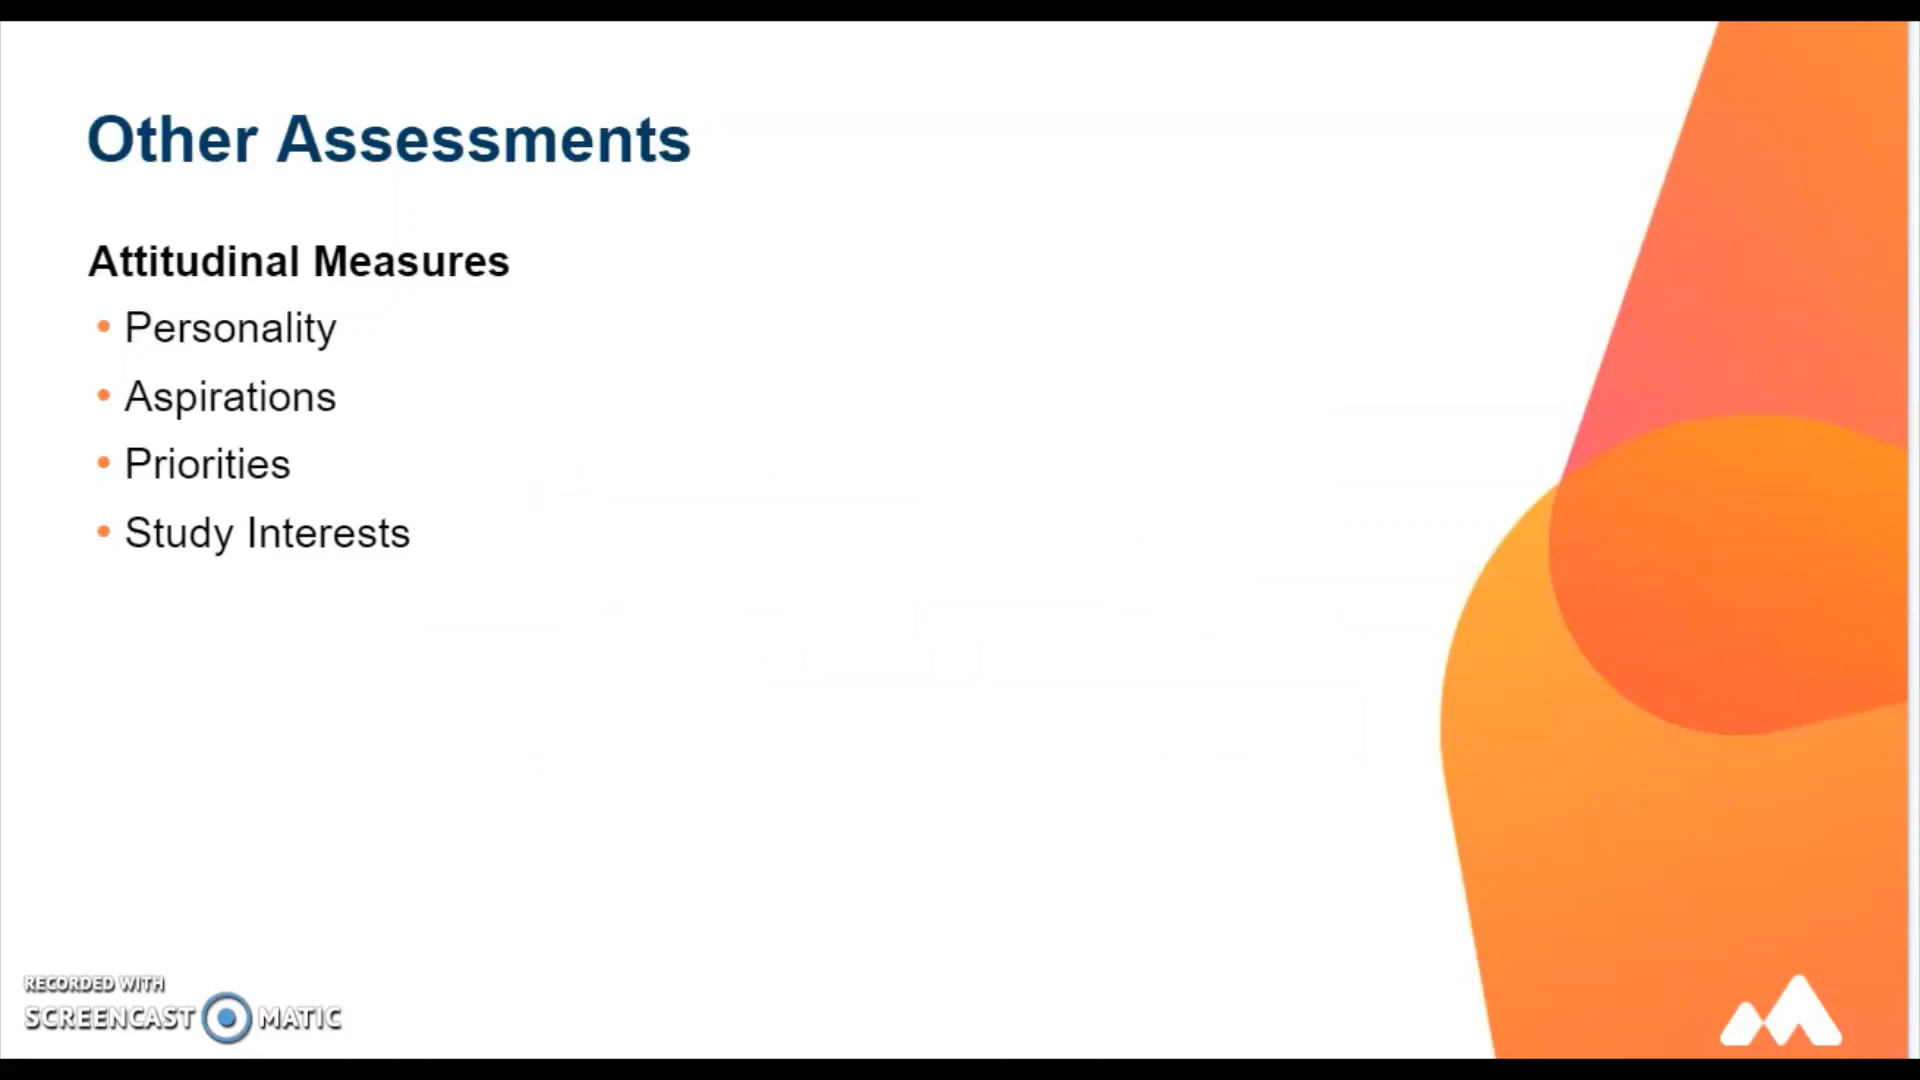 Other Assessments
Attitudinal Measures
• Personality
• Aspirations
• Priorities
• Study Interests
RECORDED WITH
SCREENCAST MATIC